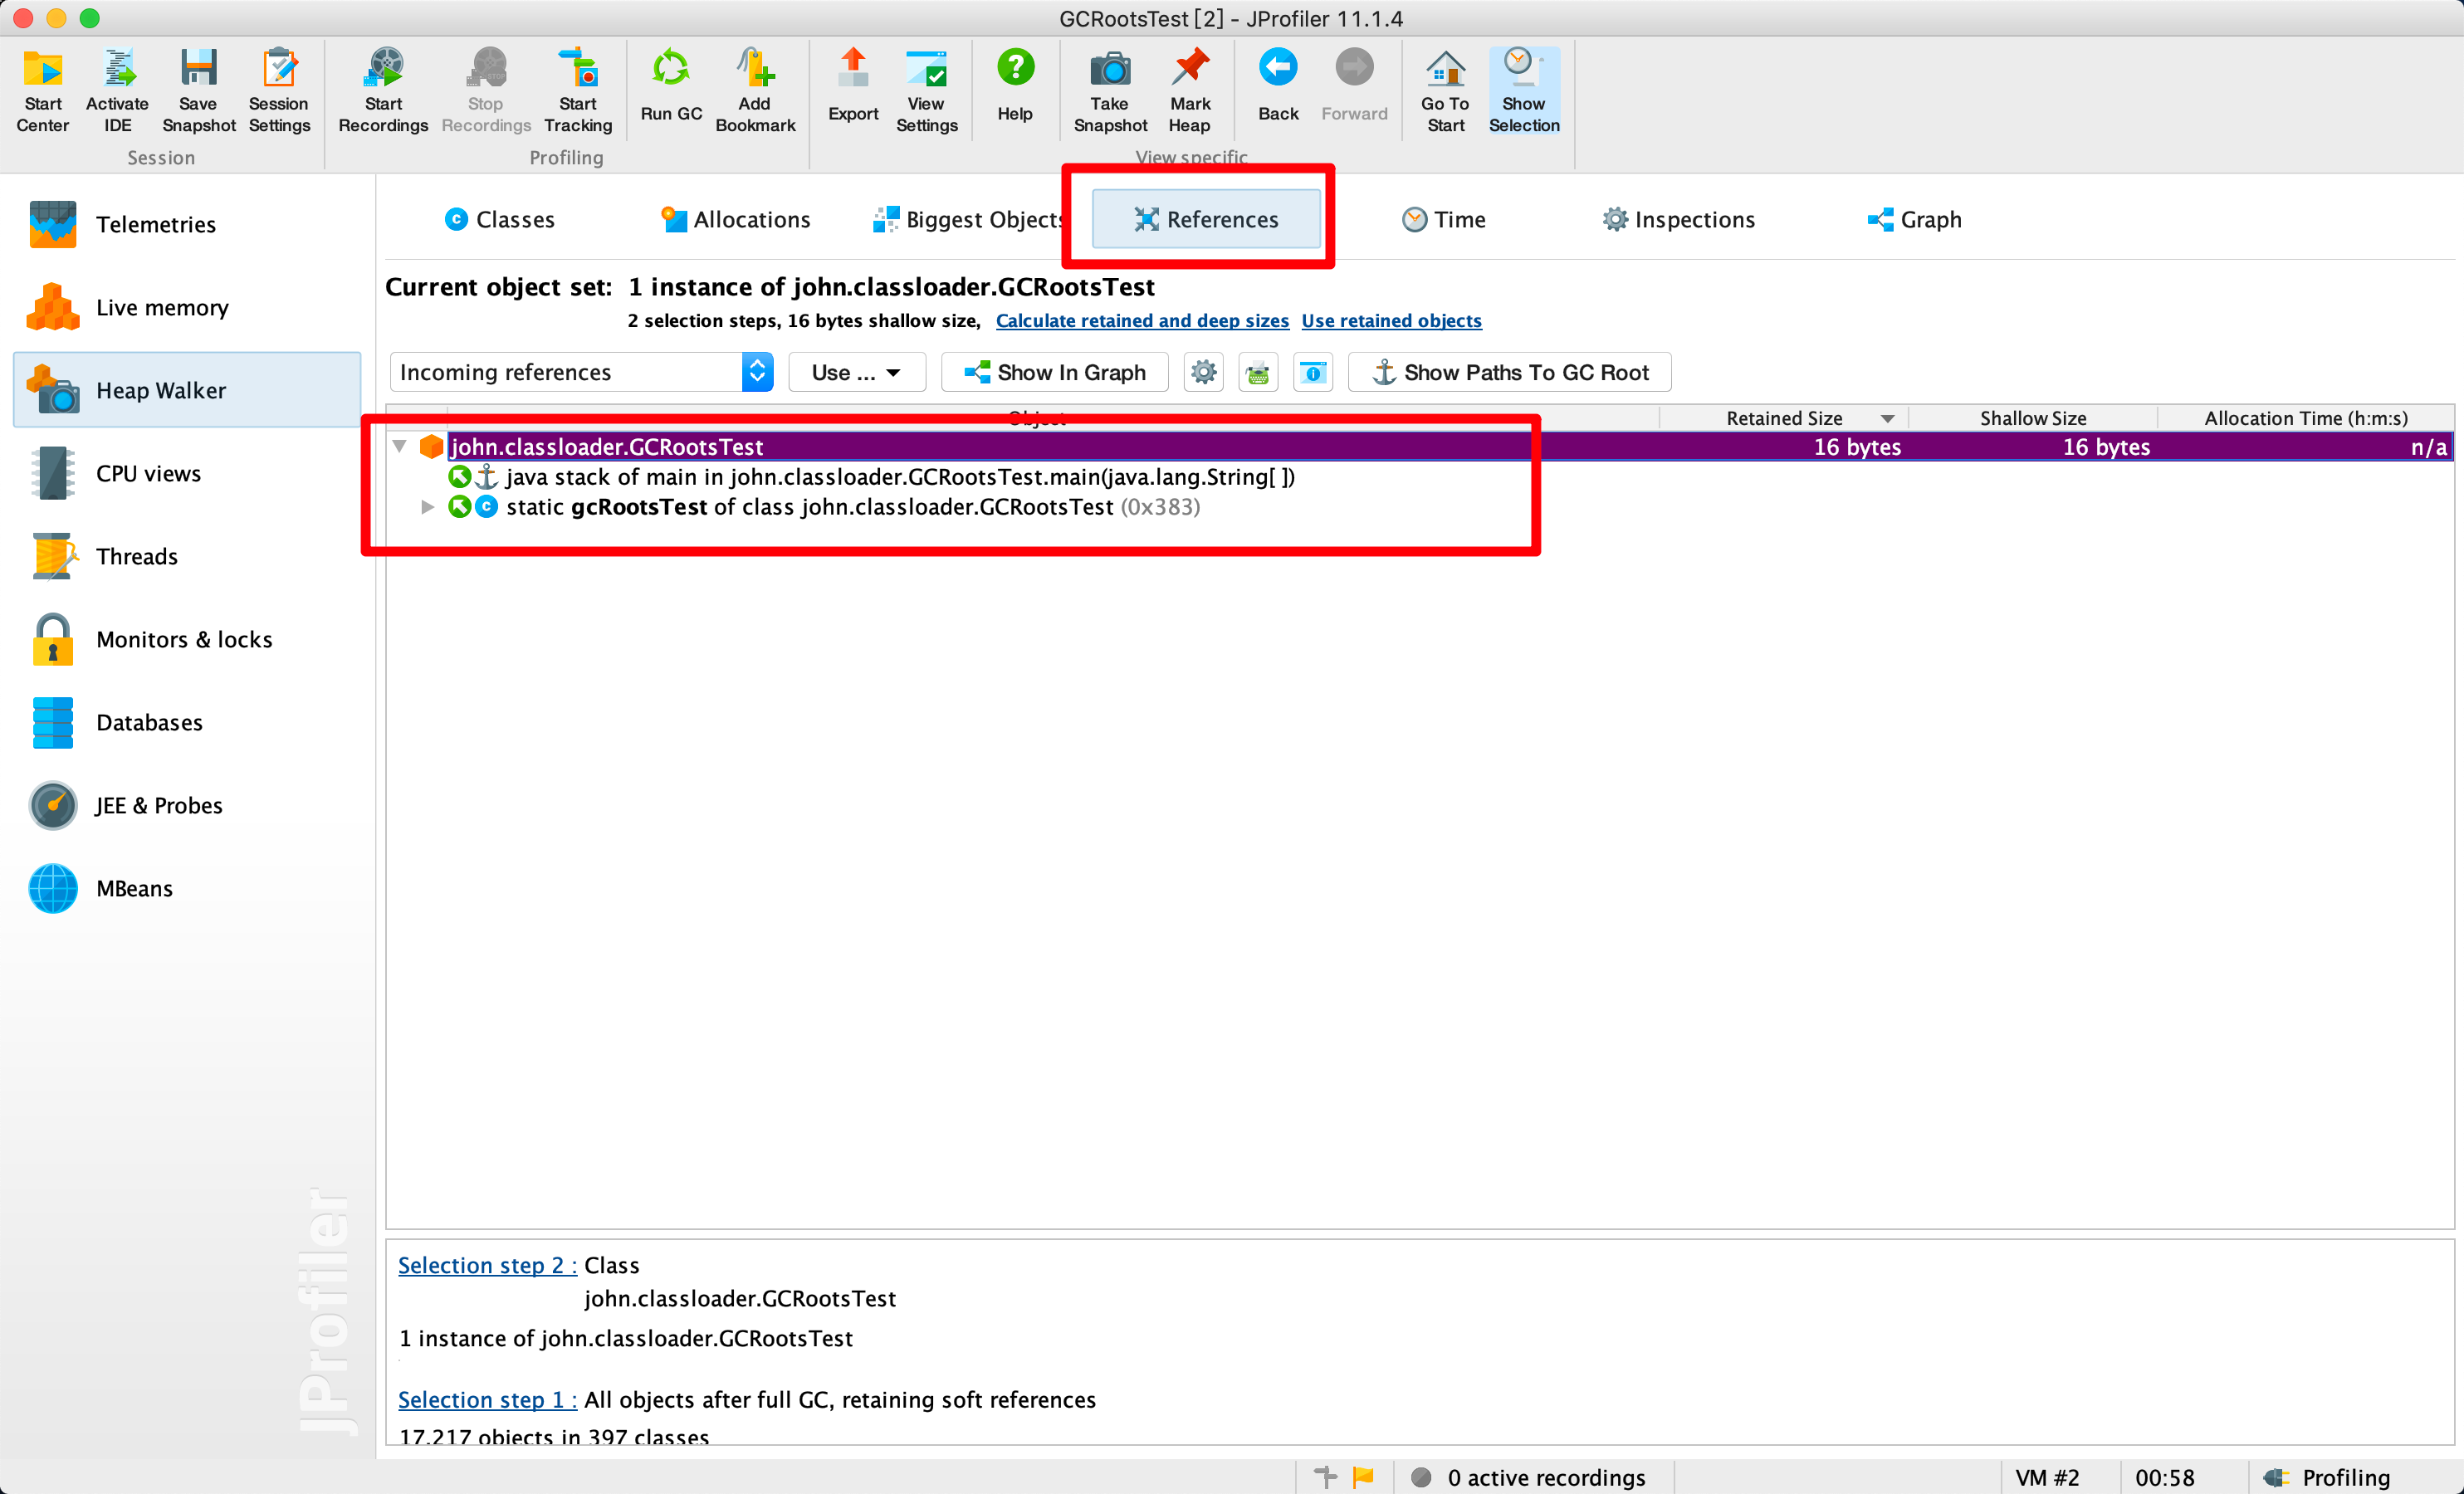 GCRootsTest [2] - JProfiler 11.1.4
Start Center
Activate IDE
Save Snapshot
Session Settings
Start Recordings
Stop Recordings
Start Tracking
Run GC
Add Bookmark
Export
View Settings
Help
Take Snapshot
Mark Heap
Back
Forward
Go To Start
Show Selection
Session
Profiling
View specific
Telemetries
Live memory
Heap Walker
CPU views
Threads
Monitors & locks
Databases
JEE & Probes
MBeans
JProfiler
Classes
Allocations
Biggest Objects
References
Time
Inspections
Graph
Current object set: 1 instance of john.classloader.GCRootsTest
2 selection steps, 16 bytes shallow size, Calculate retained and deep sizes Use retained objects
Incoming references
Use ...
Show In Graph
Show Paths To GC Root
Object
Retained Size
Shallow Size
Allocation Time (h:m:s)
john.classloader.GCRootsTest 16 bytes 16 bytes n/a
java stack of main in john.classloader.GCRootsTest.main(java.lang.String[ ])
static gcRootsTest of class john.classloader.GCRootsTest (0x383)
Selection step 2 : Class
john.classloader.GCRootsTest
1 instance of john.classloader.GCRootsTest
Selection step 1 : All objects after full GC, retaining soft references
17,217 objects in 397 classes
0 active recordings
VM #2
00:58
Profiling